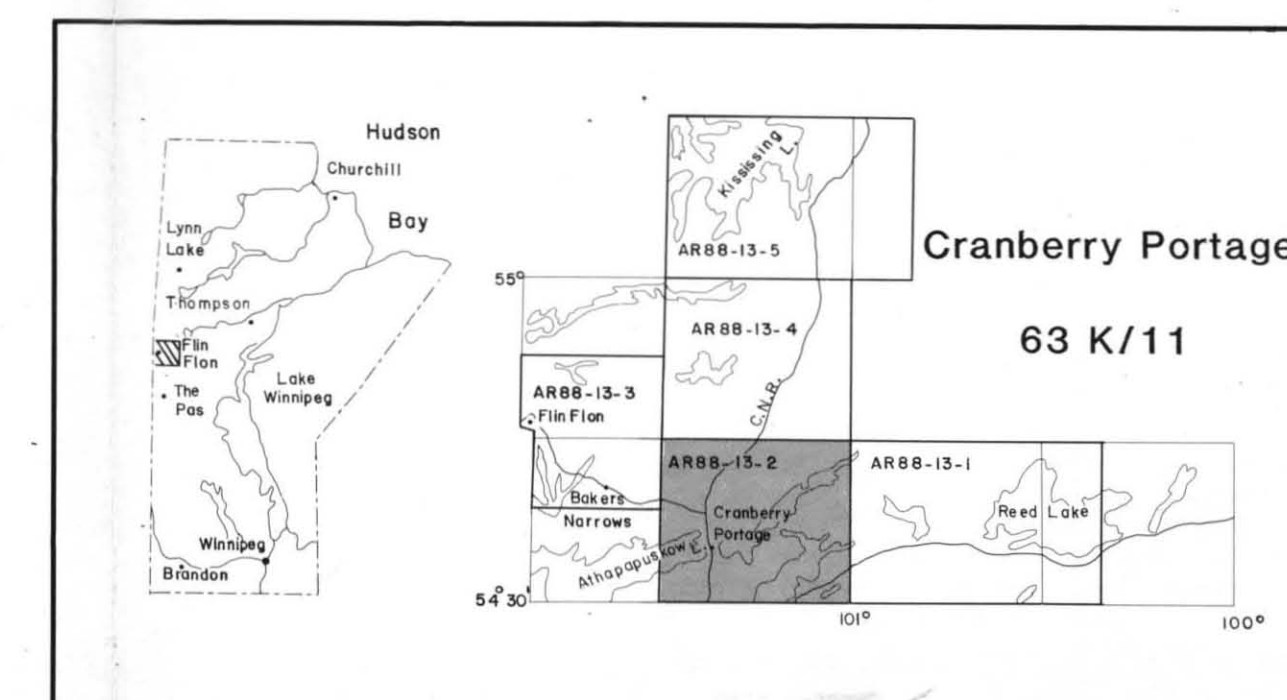 Hudson
Churchill
Bay
Lynn
Lake
Thompson
Flin
Flon
The
Pas
Lake
Winnipeg
Winnipeg
Brandon
Kississing L.
AR88-13-5
55°
AR88-13-4
AR88-13-3
Flin Flon
C.N.R.
AR88-13-2
AR88-13-1
Bakers
Narrows
Cranberry
Portage
Reed Lake
Athapapuskow L.
54°30'
101°
100°
Cranberry Portage
63 K/11